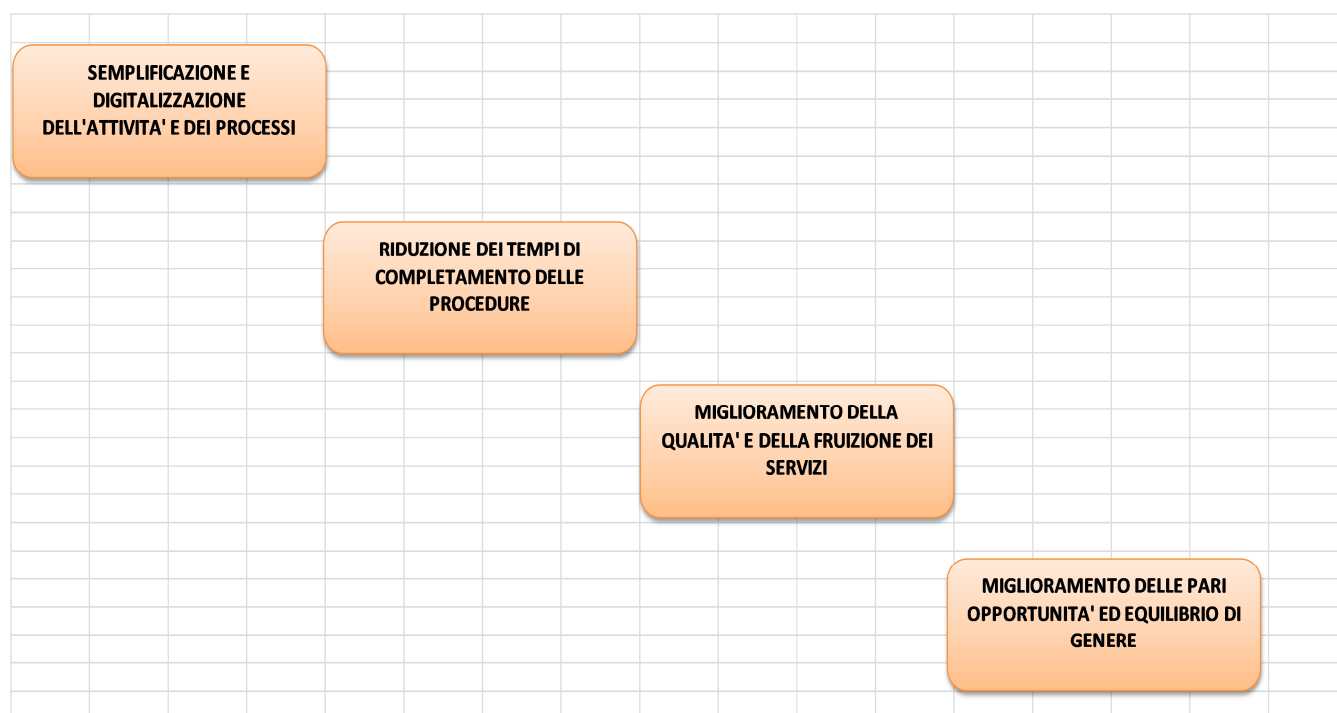 SEMPLIFICAZIONE E
DIGITALIZZAZIONE
DELL'ATTIVITA' E DEI PROCESSI
RIDUZIONE DEI TEMPI DI
COMPLETAMENTO DELLE
PROCEDURE
MIGLIORAMENTO DELLA
QUALITA' E DELLA FRUIZIONE DEI
SERVIZI
MIGLIORAMENTO DELLE PARI
OPPORTUNITA' ED EQUILIBRIO DI
GENERE